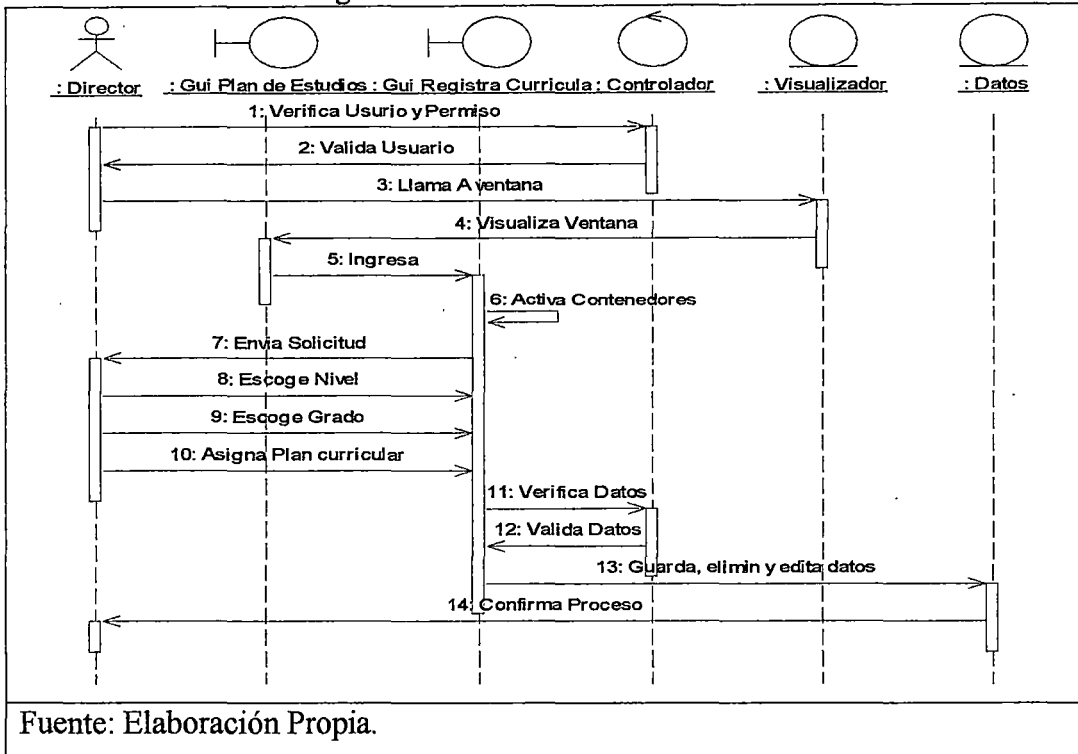 : Director : Gui Plan de Estudios : Gui Registra Curricula : Controlador : Visualizador : Datos
1: Verifica Usurio y Permiso
2: Valida Usuario
3: Llama A ventana
4: Visualiza Ventana
5: Ingresa
6: Activa Contenedores
7: Envia Solicitud
8: Escoge Nivel
9: Escoge Grado
10: Asigna Plan curricular
11: Verifica Datos
12: Valida Datos
13: Guarda, elimin y edita datos
14: Confirma Proceso
Fuente: Elaboración Propia.